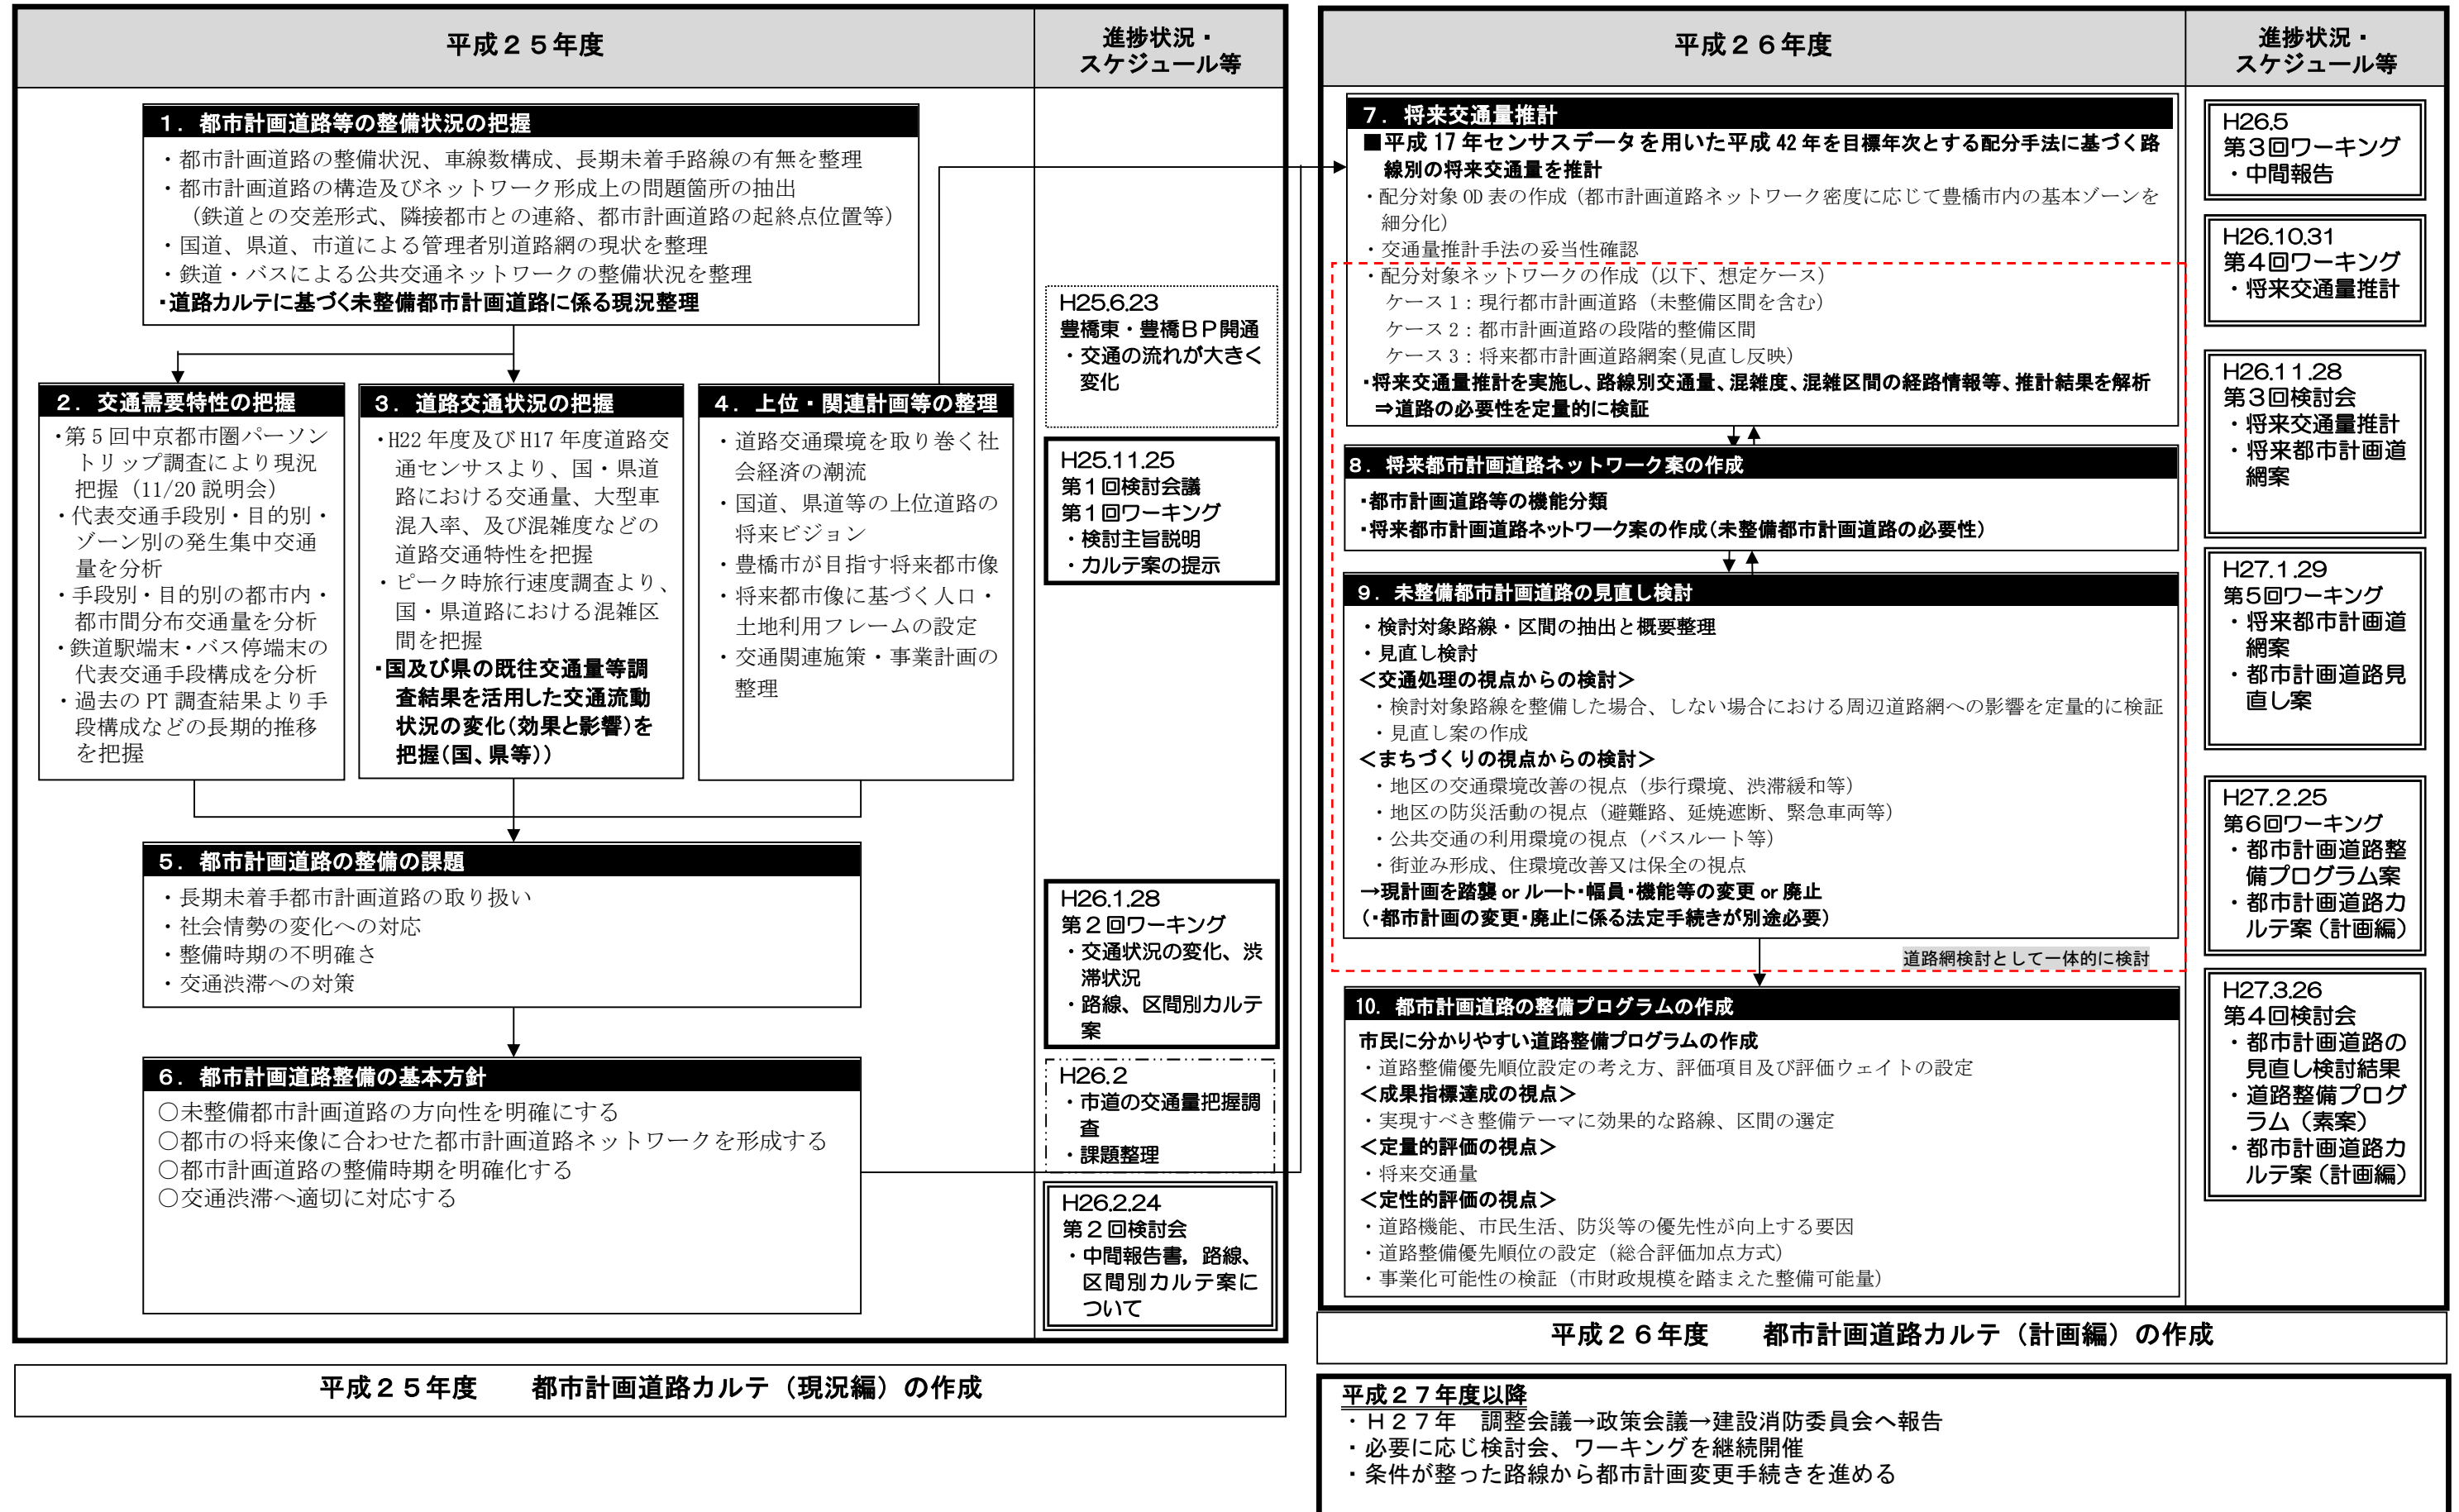 平成２５年度
進捗状況・
スケジュール等
１．都市計画道路等の整備状況の把握
・都市計画道路の整備状況、車線数構成、長期未着手路線の有無を整理
・都市計画道路の構造及びネットワーク形成上の問題箇所の抽出
（鉄道との交差形式、隣接都市との連絡、都市計画道路の起終点位置等）
・国道、県道、市道による管理者別道路網の現状を整理
・鉄道・バスによる公共交通ネットワークの整備状況を整理
・道路カルテに基づく未整備都市計画道路に係る現況整理
２．交通需要特性の把握
・第５回中京都市圏パーソン
トリップ調査により現況
把握（11/20 説明会）
・代表交通手段別・目的別・
ゾーン別の発生集中交通
量を分析
・手段別・目的別の都市内・
都市間分布交通量を分析
・鉄道駅端末・バス停端末の
代表交通手段構成を分析
・過去の PT 調査結果より手
段構成などの長期的推移
を把握
３．道路交通状況の把握
・H22 年度及び H17 年度道路交
通センサスより、国・県道
路における交通量、大型車
混入率、及び混雑度などの
道路交通特性を把握
・ピーク時旅行速度調査より、
国・県道路における混雑区
間を把握
・国及び県の既往交通量等調
査結果を活用した交通流動
状況の変化（効果と影響）を
把握（国、県等））
４．上位・関連計画等の整理
・道路交通環境を取り巻く社
会経済の潮流
・国道、県道等の上位道路の
将来ビジョン
・豊橋市が目指す将来都市像
・将来都市像に基づく人口・
土地利用フレームの設定
・交通関連施策・事業計画の
整理
５．都市計画道路の整備の課題
・長期未着手都市計画道路の取り扱い
・社会情勢の変化への対応
・整備時期の不明確さ
・交通渋滞への対策
６．都市計画道路整備の基本方針
○未整備都市計画道路の方向性を明確にする
○都市の将来像に合わせた都市計画道路ネットワークを形成する
○都市計画道路の整備時期を明確化する
○交通渋滞へ適切に対応する
H25.6.23
豊橋東・豊橋ＢＰ開通
・交通の流れが大きく
変化
H25.11.25
第１回検討会議
第１回ワーキング
・検討主旨説明
・カルテ案の提示
H26.1.28
第２回ワーキング
・交通状況の変化、渋
滞状況
・路線、区間別カルテ
案
H26.2
・市道の交通量把握調
査
・課題整理
H26.2.24
第２回検討会
・中間報告書，路線、
区間別カルテ案に
ついて
平成２５年度　　都市計画道路カルテ（現況編）の作成
平成２６年度
進捗状況・
スケジュール等
７．将来交通量推計
■平成 17 年センサスデータを用いた平成 42 年を目標年次とする配分手法に基づく路
線別の将来交通量を推計
・配分対象 OD 表の作成（都市計画道路ネットワーク密度に応じて豊橋市内の基本ゾーンを
細分化）
・交通量推計手法の妥当性確認
・配分対象ネットワークの作成（以下、想定ケース）
ケース 1：現行都市計画道路（未整備区間を含む）
ケース 2：都市計画道路の段階的整備区間
ケース 3：将来都市計画道路網案（見直し反映）
・将来交通量推計を実施し、路線別交通量、混雑度、混雑区間の経路情報等、推計結果を解析
⇒道路の必要性を定量的に検証
８．将来都市計画道路ネットワーク案の作成
・都市計画道路等の機能分類
・将来都市計画道路ネットワーク案の作成（未整備都市計画道路の必要性）
９．未整備都市計画道路の見直し検討
・検討対象路線・区間の抽出と概要整理
・見直し検討
＜交通処理の視点からの検討＞
・検討対象路線を整備した場合、しない場合における周辺道路網への影響を定量的に検証
・見直し案の作成
＜まちづくりの視点からの検討＞
・地区の交通環境改善の視点（歩行環境、渋滞緩和等）
・地区の防災活動の視点（避難路、延焼遮断、緊急車両等）
・公共交通の利用環境の視点（バスルート等）
・街並み形成、住環境改善又は保全の視点
→現計画を踏襲 or ルート・幅員・機能等の変更 or 廃止
（・都市計画の変更・廃止に係る法定手続きが別途必要）
道路網検討として一体的に検討
10．都市計画道路の整備プログラムの作成
市民に分かりやすい道路整備プログラムの作成
・道路整備優先順位設定の考え方、評価項目及び評価ウェイトの設定
＜成果指標達成の視点＞
・実現すべき整備テーマに効果的な路線、区間の選定
＜定量的評価の視点＞
・将来交通量
＜定性的評価の視点＞
・道路機能、市民生活、防災等の優先性が向上する要因
・道路整備優先順位の設定（総合評価加点方式）
・事業化可能性の検証（市財政規模を踏まえた整備可能量）
H26.5
第３回ワーキング
・中間報告
H26.10.31
第４回ワーキング
・将来交通量推計
H26.11.28
第３回検討会
・将来交通量推計
・将来都市計画道
網案
H27.1.29
第５回ワーキング
・将来都市計画道
網案
・都市計画道路見
直し案
H27.2.25
第６回ワーキング
・都市計画道路整
備プログラム案
・都市計画道路カ
ルテ案（計画編）
H27.3.26
第４回検討会
・都市計画道路の
見直し検討結果
・道路整備プログ
ラム（素案）
・都市計画道路カ
ルテ案（計画編）
平成２６年度　　都市計画道路カルテ（計画編）の作成
平成２７年度以降
・Ｈ２７年　調整会議→政策会議→建設消防委員会へ報告
・必要に応じ検討会、ワーキングを継続開催
・条件が整った路線から都市計画変更手続きを進める